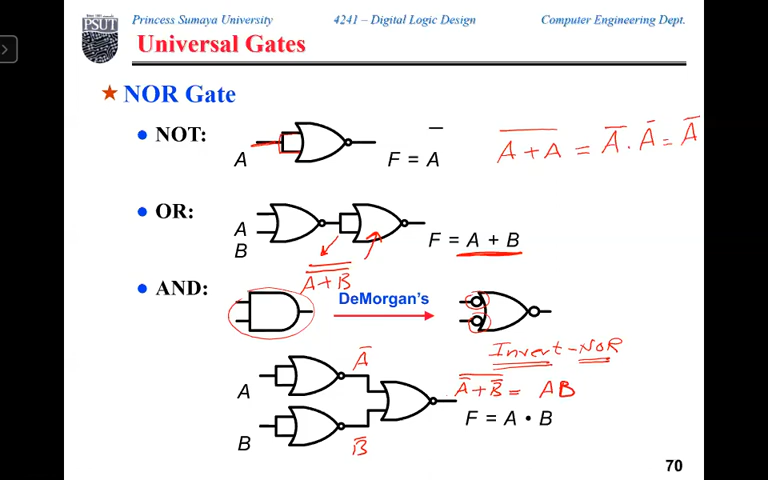 Princess Sumaya University 4241 – Digital Logic Design Computer Engineering Dept.
PSUT
Universal Gates
★ NOR Gate
• NOT:
A
F = A̅
A̅+̅A̅ = A̅ . A̅ = A̅
• OR:
A
B
F = A + B
A̿+̿B̿
• AND:
DeMorgan's
Invert-NOR
A
A̅
A̿+̅B̿ = AB
F = A • B
B
B̅
70